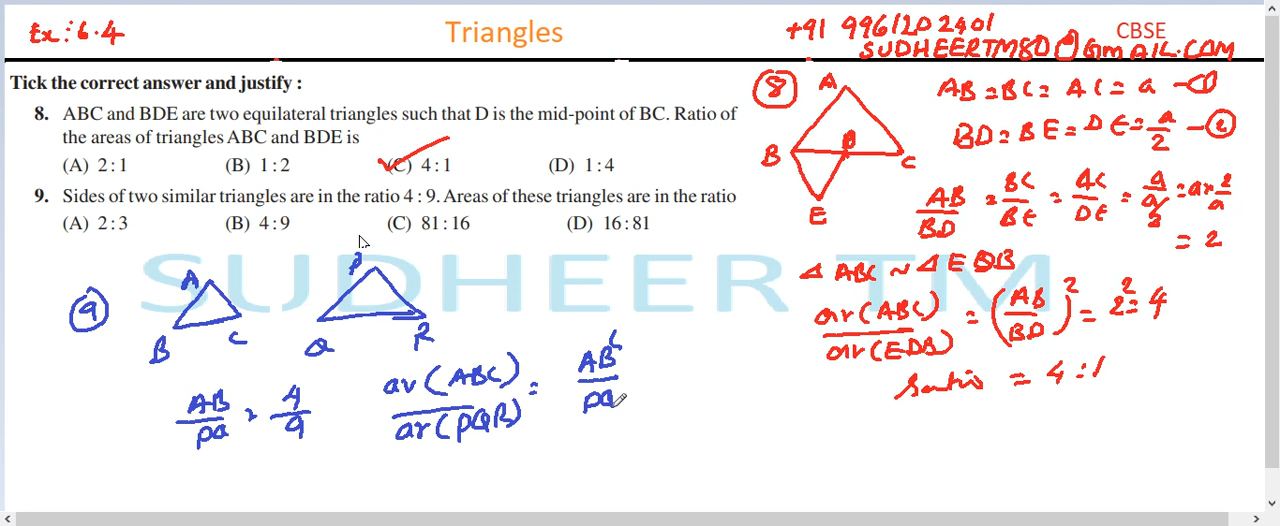 Ex : 6.4
Triangles
+91 9961202401
CBSE
SUDHEERTM80@GMAIL.COM
Tick the correct answer and justify :
8. ABC and BDE are two equilateral triangles such that D is the mid-point of BC. Ratio of
the areas of triangles ABC and BDE is
(A) 2 : 1 (B) 1 : 2 (C) 4 : 1 (D) 1 : 4
9. Sides of two similar triangles are in the ratio 4 : 9. Areas of these triangles are in the ratio
(A) 2 : 3 (B) 4 : 9 (C) 81 : 16 (D) 16 : 81
SUDHEER TM
8
A
B
D
C
E
AB = BC = AC = a — 1
BD = BE = DE = a/2 — 2
AB/BD = BC/BE = AC/DE = a/(a/2) = a x 2/a
= 2
Δ ABC ~ Δ EDB
ar(ABC)/ar(EDB) = (AB/BD)² = 2² = 4
ratio = 4:1
9
A
B
C
P
Q
R
AB/PQ = 4/9
ar(ABC)/ar(PQR) = AB²/PQ